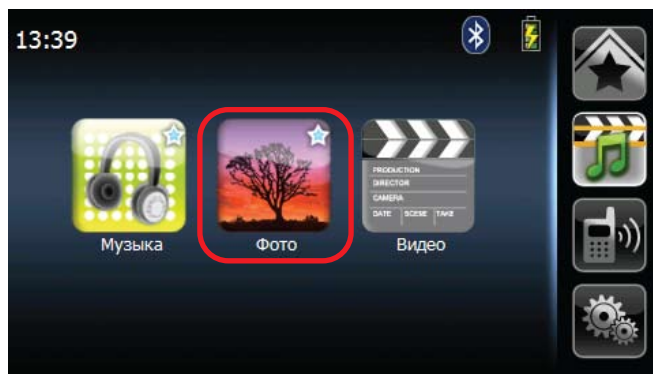 13:39
PRODUCTION
DIRECTOR
CAMERA
DATE SCENE TAKE
Музыка Фото Видео